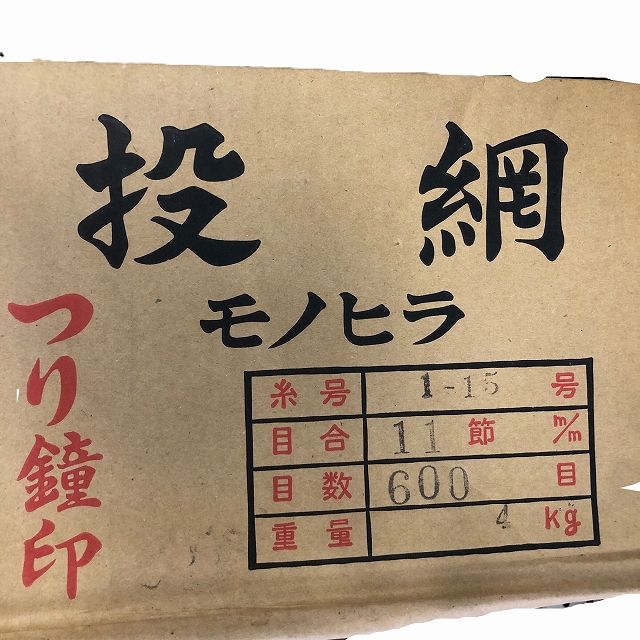 投網
モノヒラ
つり鐘印
糸号 1-15 号
目合 11 節 m/m
目数 600 目
重量 4 kg